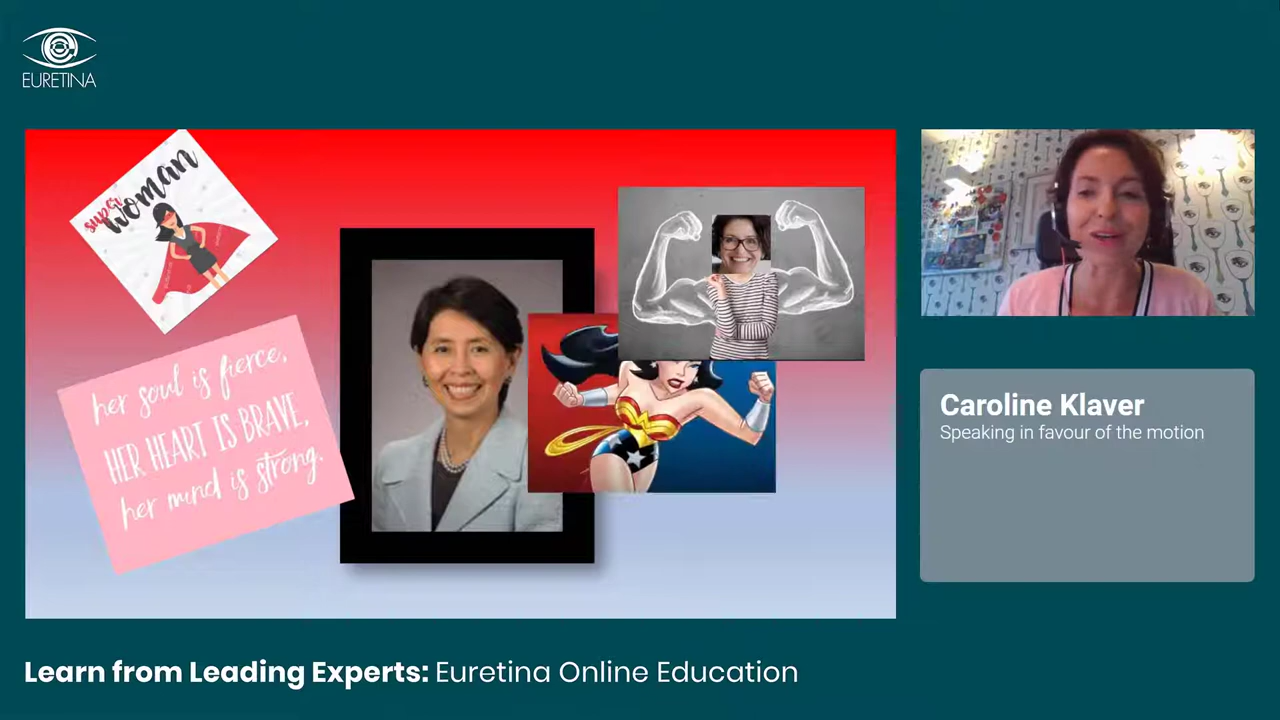 EURETINA
super
woman
her soul is fierce,
HER HEART IS BRAVE,
her mind is strong.
Caroline Klaver
Speaking in favour of the motion
Learn from Leading Experts: Euretina Online Education